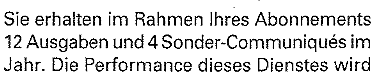 Sie erhalten im Rahmen Ihres Abonnements
12 Ausgaben und 4 Sonder-Communiqués im
Jahr. Die Performance dieses Dienstes wird